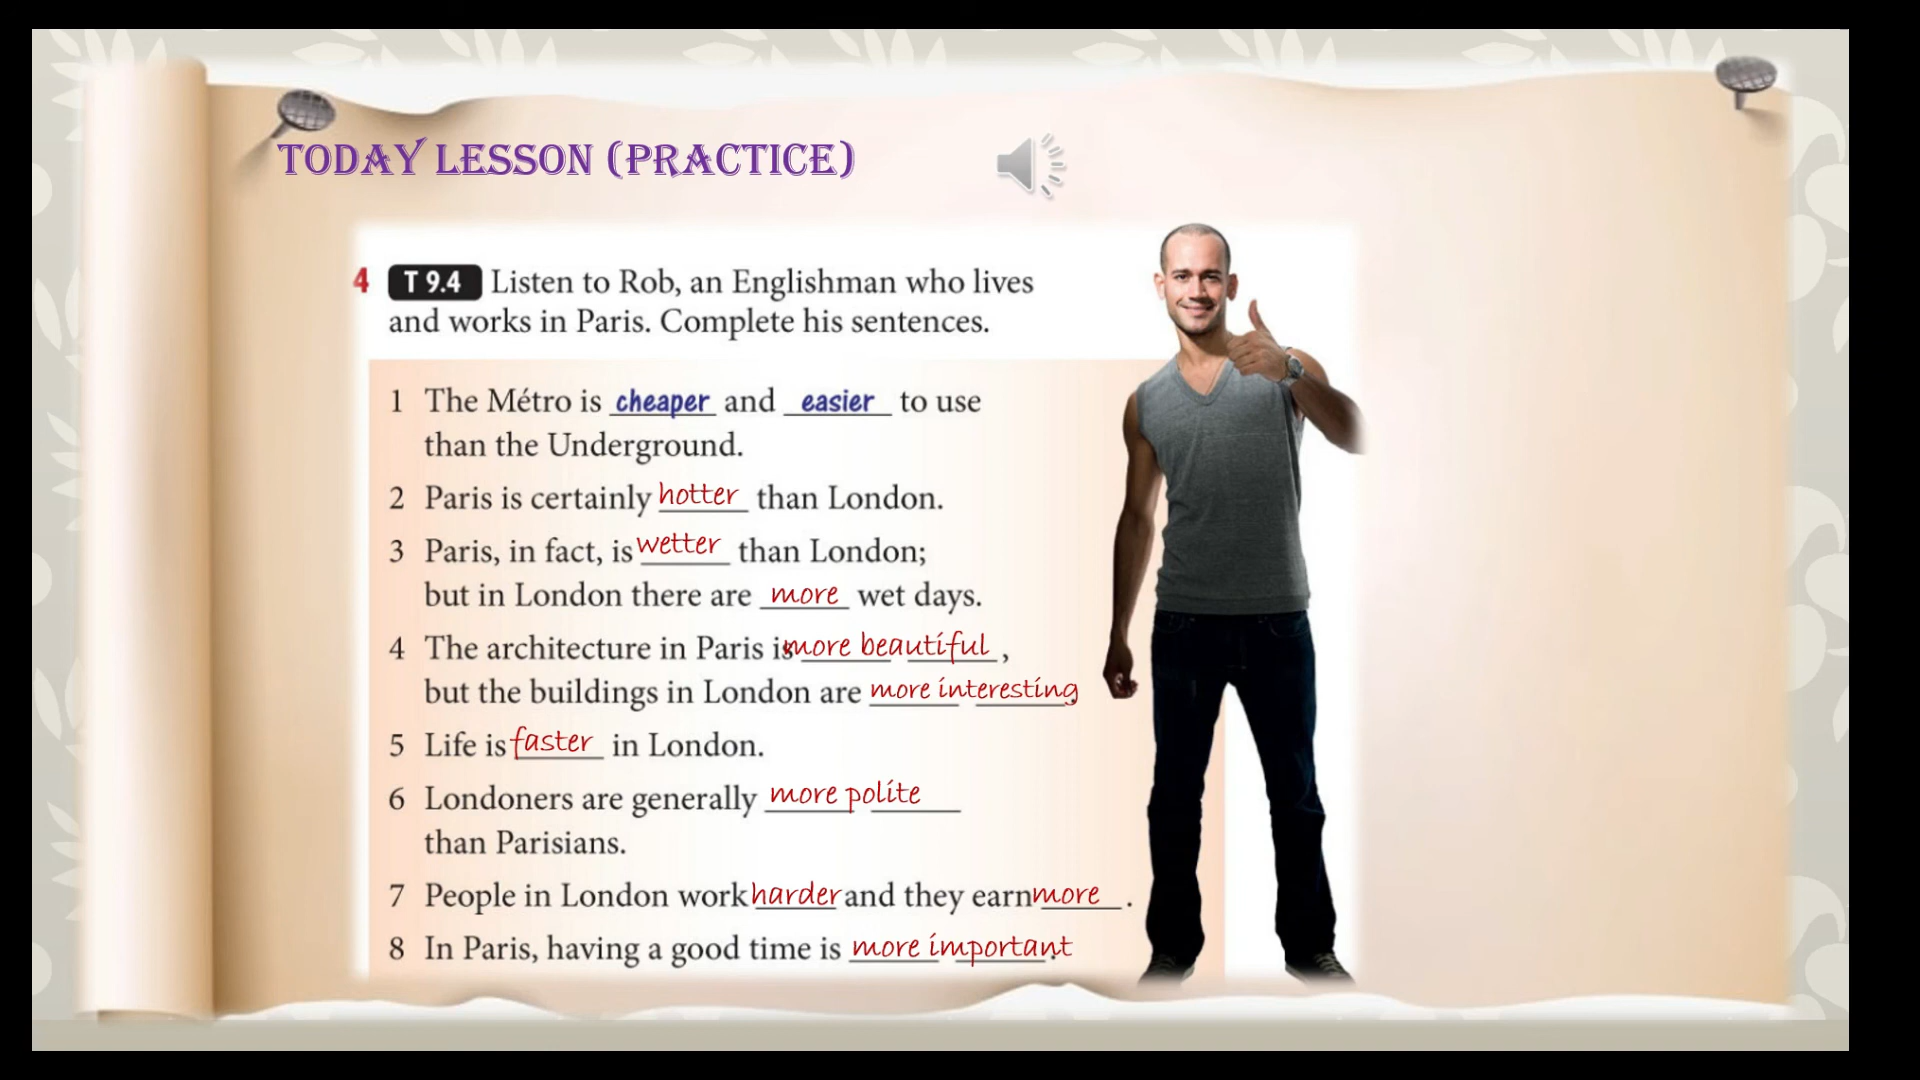 TODAY LESSON (PRACTICE)
4 T 9.4 Listen to Rob, an Englishman who lives
and works in Paris. Complete his sentences.
1 The Métro is cheaper and easier to use
than the Underground.
2 Paris is certainly hotter than London.
3 Paris, in fact, is wetter than London;
but in London there are more wet days.
4 The architecture in Paris is more beautiful,
but the buildings in London are more interesting.
5 Life is faster in London.
6 Londoners are generally more polite
than Parisians.
7 People in London work harder and they earn more.
8 In Paris, having a good time is more important.